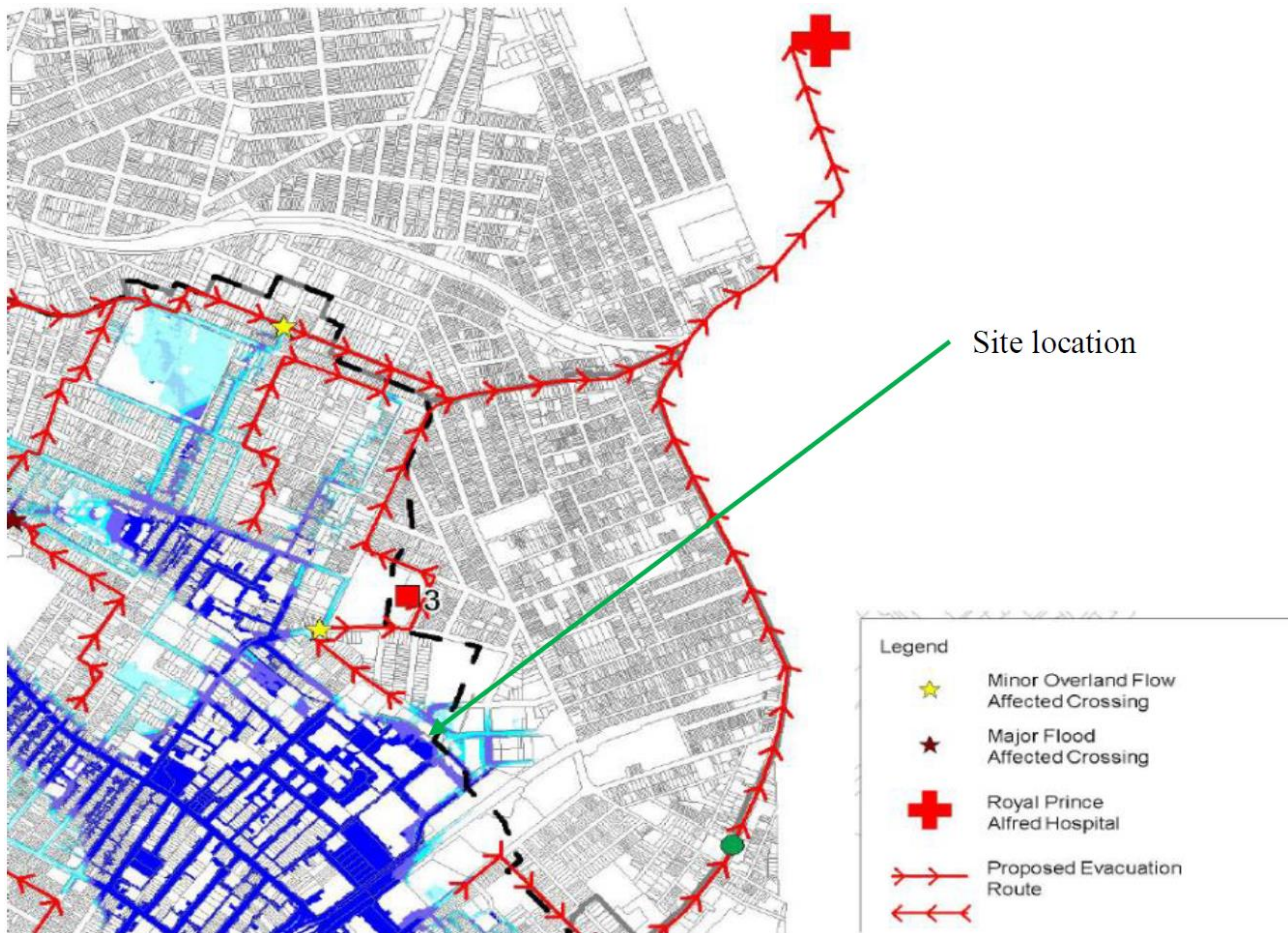 Site location
3
Legend
Minor Overland Flow
Affected Crossing
Major Flood
Affected Crossing
Royal Prince
Alfred Hospital
Proposed Evacuation
Route